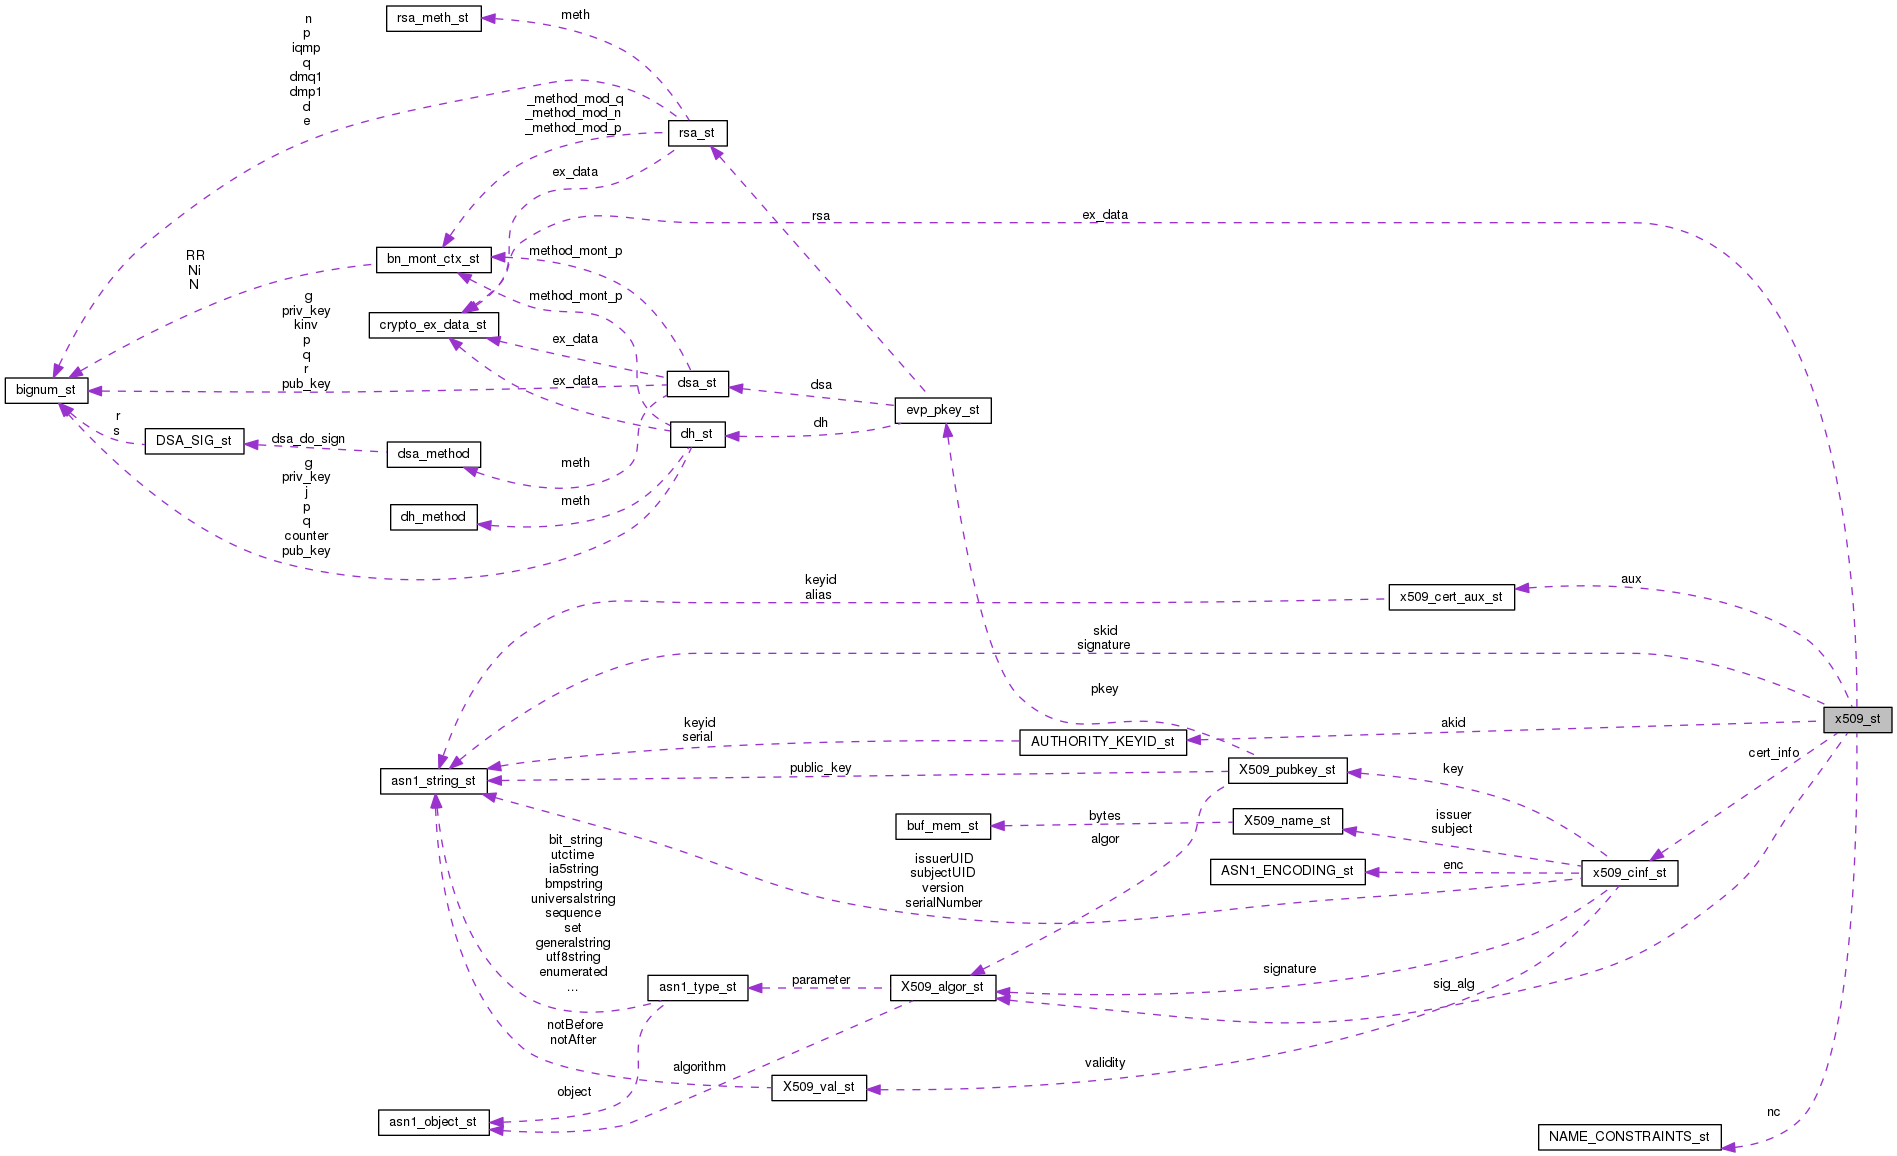 rsa_meth_st
meth
n
p
iqmp
q
dmq1
dmp1
d
e
_method_mod_q
_method_mod_n
_method_mod_p
rsa_st
ex_data
rsa
ex_data
RR
Ni
N
bn_mont_ctx_st
method_mont_p
g
priv_key
kinv
p
q
r
pub_key
method_mont_p
crypto_ex_data_st
ex_data
bignum_st
ex_data
dsa_st
dsa
evp_pkey_st
r
s
DSA_SIG_st
dsa_do_sign
dsa_method
dh_st
dh
meth
g
priv_key
j
p
q
counter
pub_key
dh_method
meth
keyid
alias
x509_cert_aux_st
aux
skid
signature
pkey
x509_st
keyid
serial
AUTHORITY_KEYID_st
akid
cert_info
asn1_string_st
public_key
X509_pubkey_st
key
buf_mem_st
bytes
algor
X509_name_st
issuer
subject
bit_string
utctime
ia5string
bmpstring
universalstring
sequence
set
generalstring
utf8string
enumerated
...
issuerUID
subjectUID
version
serialNumber
ASN1_ENCODING_st
enc
x509_cinf_st
asn1_type_st
parameter
X509_algor_st
signature
sig_alg
notBefore
notAfter
algorithm
X509_val_st
validity
object
asn1_object_st
nc
NAME_CONSTRAINTS_st